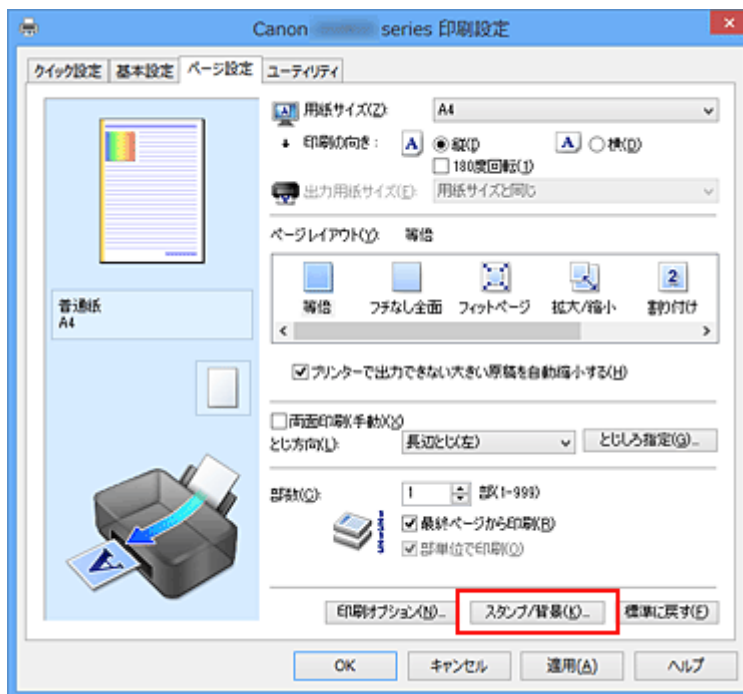 Canon series 印刷設定
クイック設定 基本設定 ページ設定 ユーティリティ
用紙サイズ(Z): A4
印刷の向き: A 縦(I) A 横(D)
180度回転(1)
出力用紙サイズ(E): 用紙サイズと同じ
ページレイアウト(Y): 等倍
等倍 フチなし全面 フィットページ 拡大/縮小 2 割り付け
普通紙
A4
プリンターで出力できない大きい原稿を自動縮小する(H)
両面印刷(手動)(X)
とじ方向(L): 長辺とじ(左) とじしろ指定(G)...
部数(C): 1 部(1-999)
最終ページから印刷(R)
部単位で印刷(O)
A
印刷オプション(N)... スタンプ/背景(K)... 標準に戻す(F)
OK キャンセル 適用(A) ヘルプ